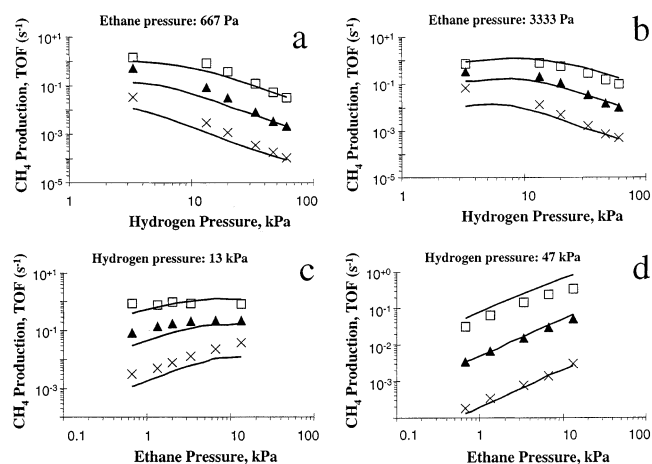 Ethane pressure: 667 Pa
a
CH4 Production, TOF (s-1)
10+1
10-1
10-3
10-5
1
10
100
Hydrogen Pressure, kPa
Ethane pressure: 3333 Pa
b
CH4 Production, TOF (s-1)
10+1
10-1
10-2
10-5
1
10
100
Hydrogen Pressure, kPa
Hydrogen pressure: 13 kPa
c
CH4 Production, TOF (s-1)
10+1
10-1
10-3
0.1
1
10
100
Ethane Pressure, kPa
Hydrogen pressure: 47 kPa
d
CH4 Production, TOF (s-1)
10^0
10-1
10-2
10-3
0.1
1
10
100
Ethane Pressure, kPa